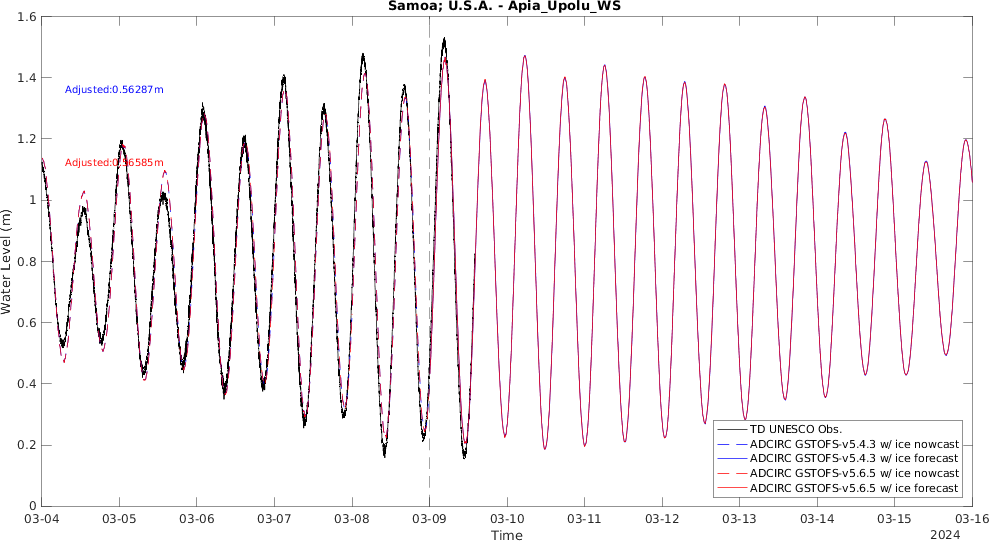 Samoa; U.S.A. - Apia_Upolu_WS
1.6
1.4
1.2
1
0.8
0.6
0.4
0.2
0
Water Level (m)
Adjusted:0.56287m
Adjusted:0.56585m
TD UNESCO Obs.
ADCIRC GSTOFS-v5.4.3 w/ ice nowcast
ADCIRC GSTOFS-v5.4.3 w/ ice forecast
ADCIRC GSTOFS-v5.6.5 w/ ice nowcast
ADCIRC GSTOFS-v5.6.5 w/ ice forecast
03-04 03-05 03-06 03-07 03-08 03-09 03-10 03-11 03-12 03-13 03-14 03-15 03-16
Time
2024